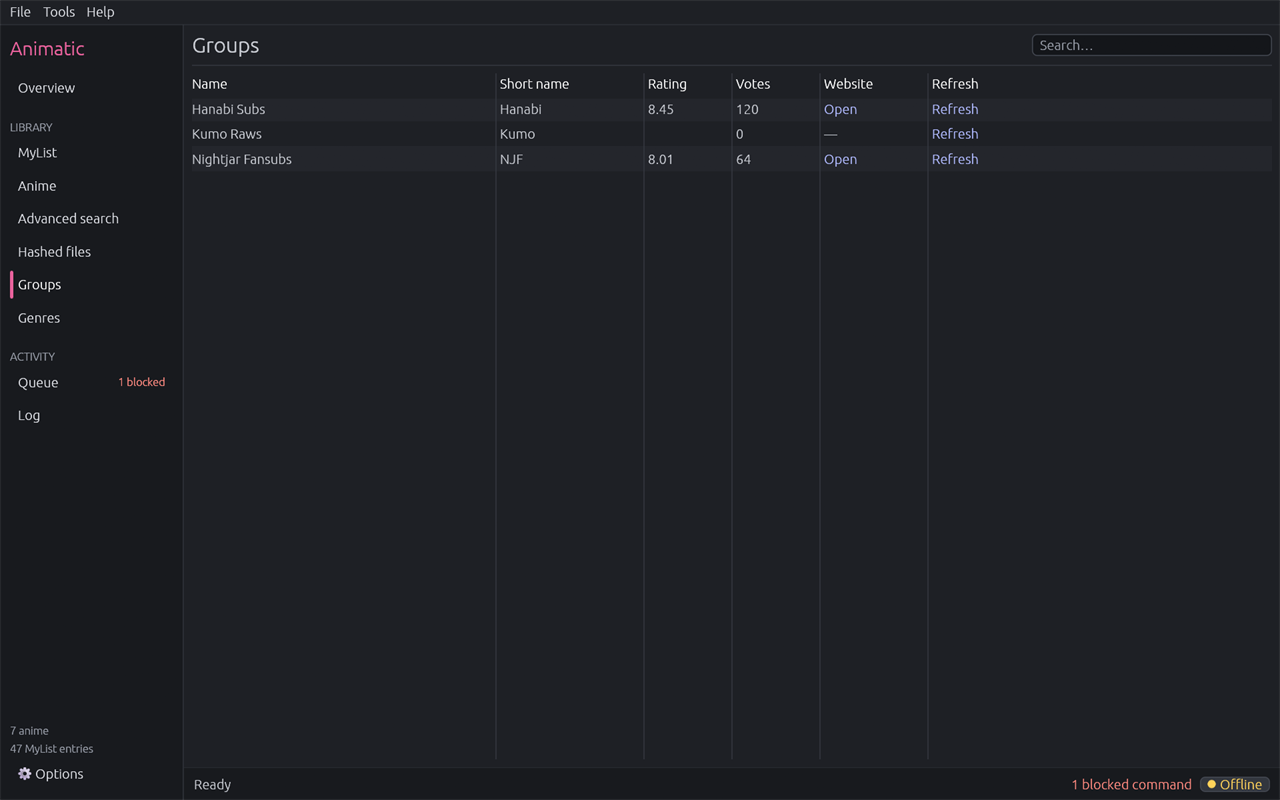 File Tools Help
Animatic
Overview
LIBRARY
MyList
Anime
Advanced search
Hashed files
Groups
Genres
ACTIVITY
Queue 1 blocked
Log
7 anime
47 MyList entries
Options
Groups
Search…
Name Short name Rating Votes Website Refresh
Hanabi Subs Hanabi 8.45 120 Open Refresh
Kumo Raws Kumo 0 — Refresh
Nightjar Fansubs NJF 8.01 64 Open Refresh
Ready 1 blocked command Offline